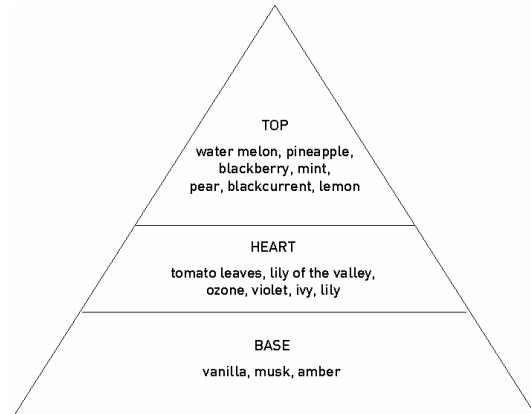 TOP
water melon, pineapple,
blackberry, mint,
pear, blackcurrent, lemon
HEART
tomato leaves, lily of the valley,
ozone, violet, ivy, lily
BASE
vanilla, musk, amber